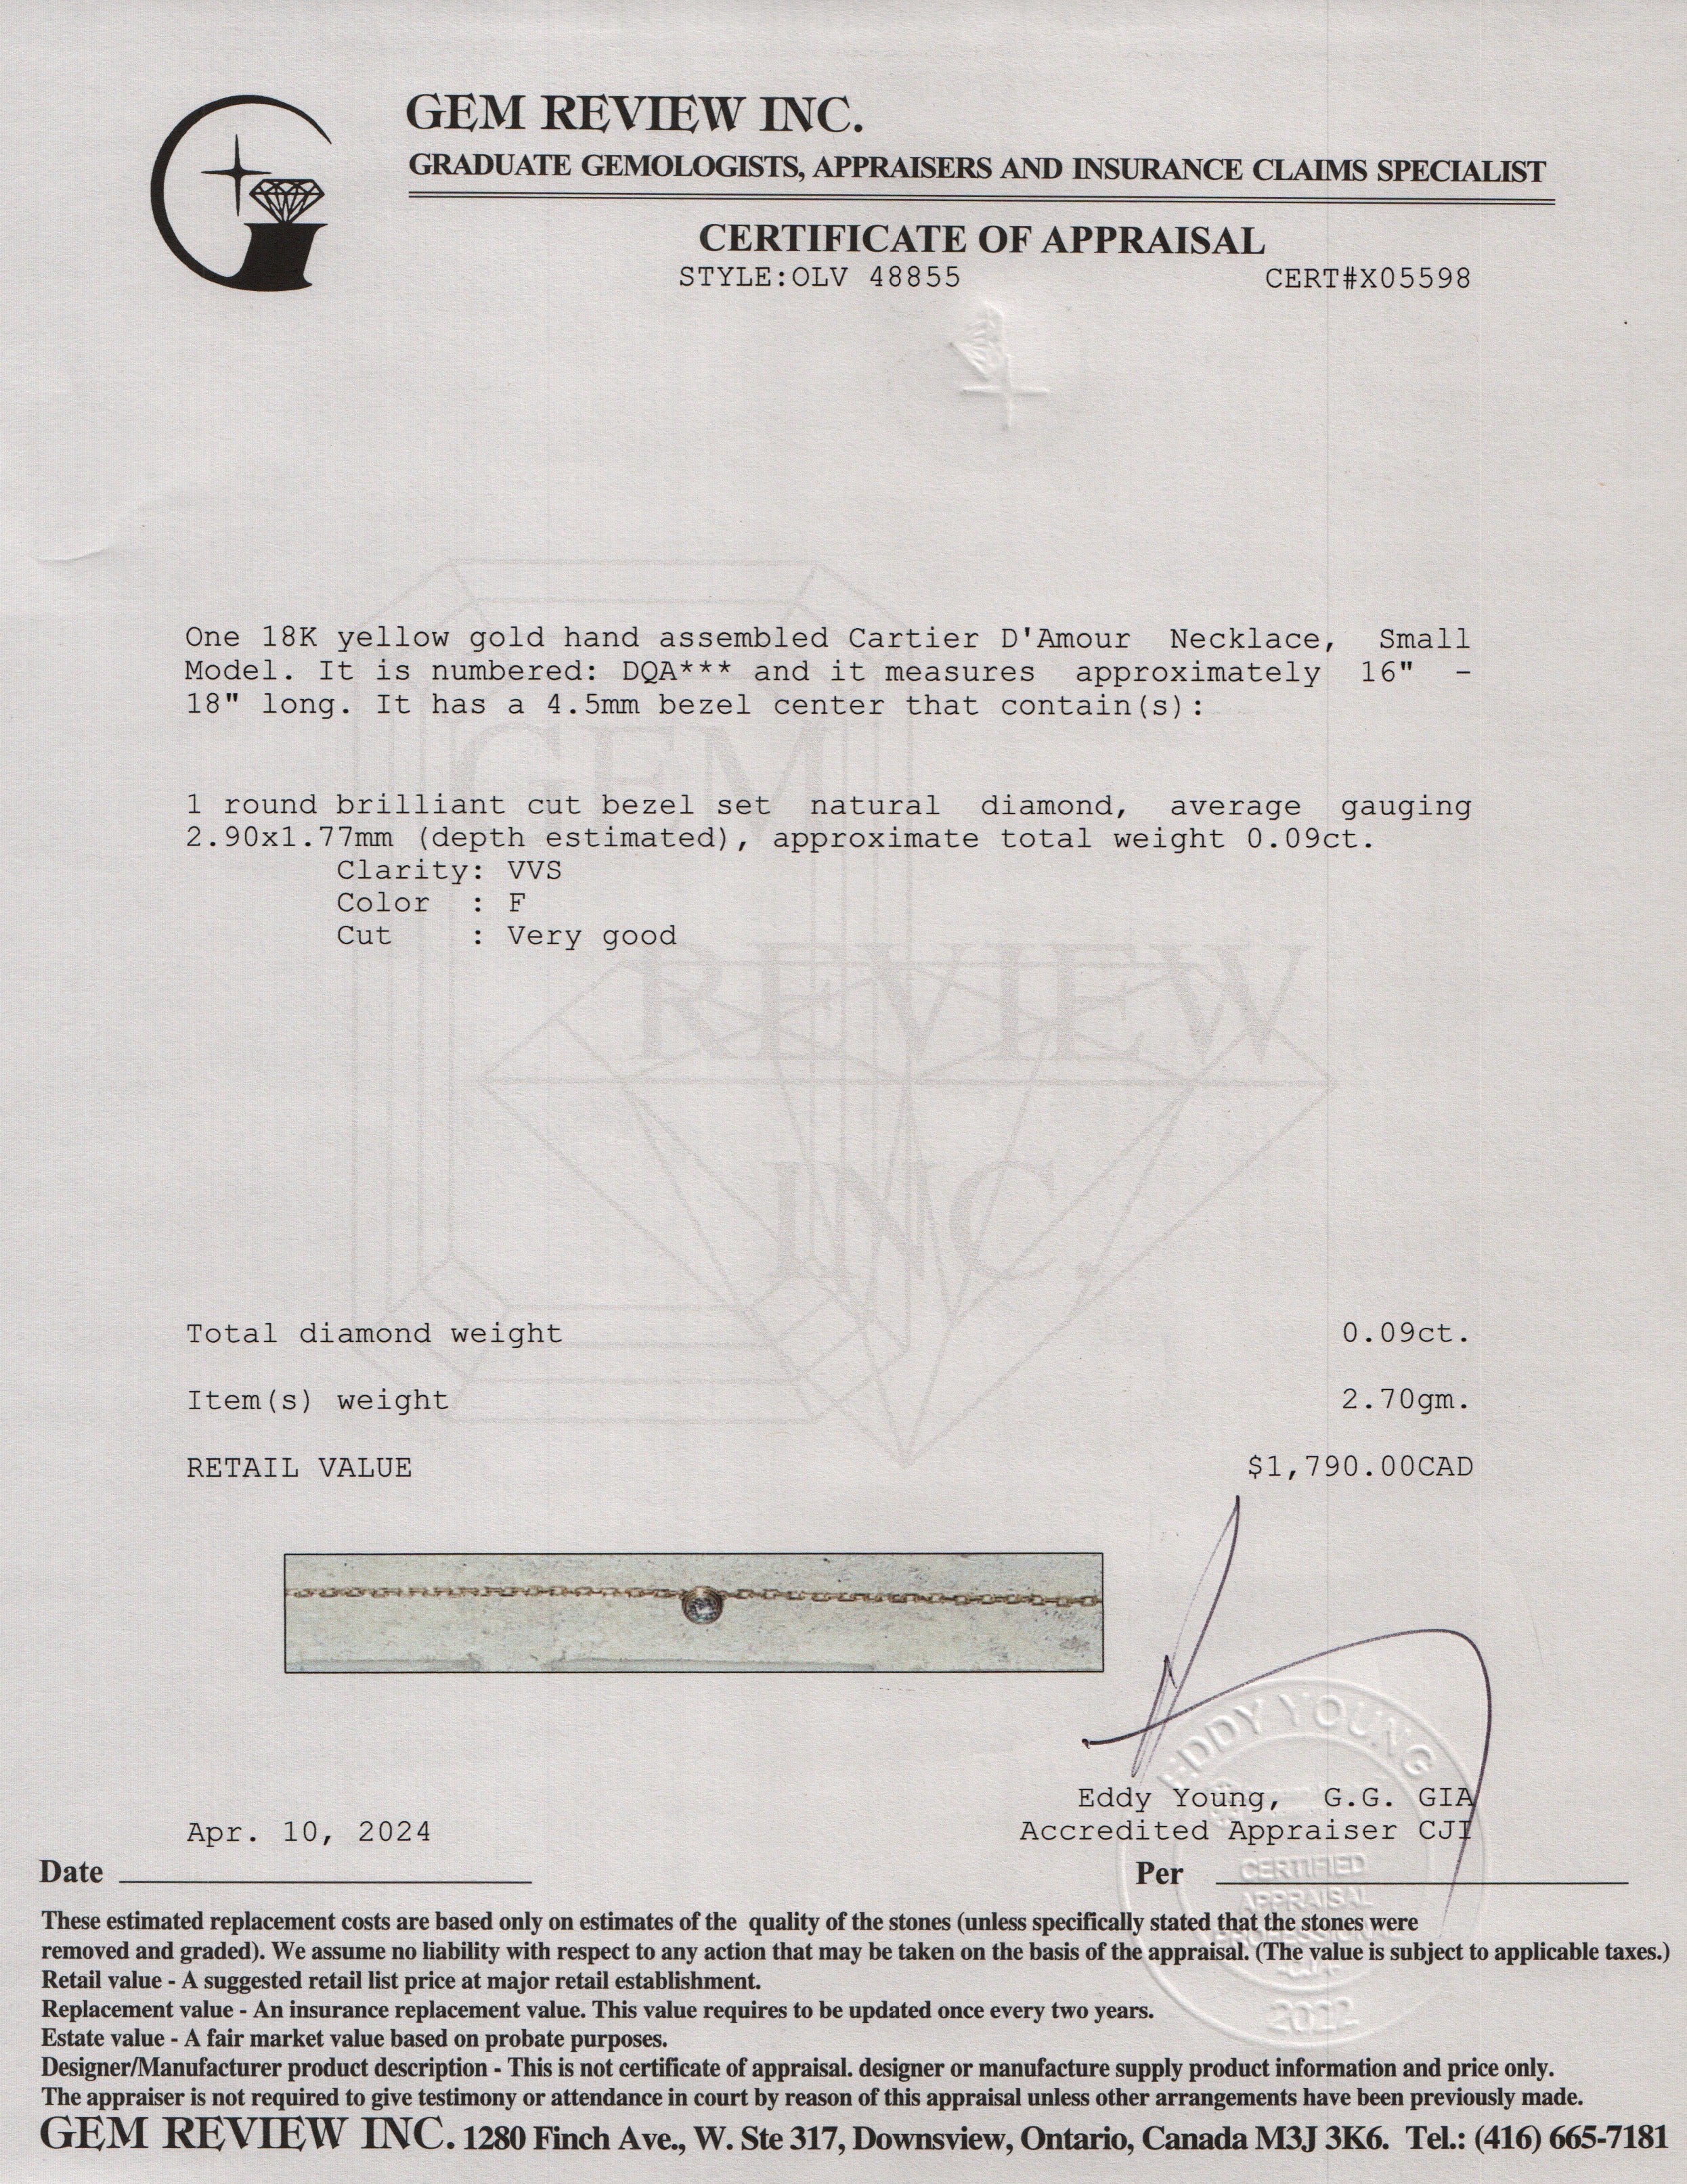 GEM REVIEW INC.
GRADUATE GEMOLOGISTS, APPRAISERS AND INSURANCE CLAIMS SPECIALIST
CERTIFICATE OF APPRAISAL
STYLE:OLV 48855 CERT#X05598
One 18K yellow gold hand assembled Cartier D'Amour Necklace, Small
Model. It is numbered: DQA*** and it measures approximately 16" -
18" long. It has a 4.5mm bezel center that contain(s):
GEM
1 round brilliant cut bezel set natural diamond, average gauging
2.90x1.77mm (depth estimated), approximate total weight 0.09ct.
Clarity: VVS
Color : F
Cut : Very good
REVIEW
INC.
Total diamond weight 0.09ct.
Item(s) weight 2.70gm.
RETAIL VALUE $1,790.00CAD
EDDY YOUNG
Eddy Young, G.G. GIA
Apr. 10, 2024 Accredited Appraiser CJI
Date Per
CERTIFIED
APPRAISAL
PROFESSIONAL
2012
These estimated replacement costs are based only on estimates of the quality of the stones (unless specifically stated that the stones were
removed and graded). We assume no liability with respect to any action that may be taken on the basis of the appraisal. (The value is subject to applicable taxes.)
Retail value - A suggested retail list price at major retail establishment.
Replacement value - An insurance replacement value. This value requires to be updated once every two years.
Estate value - A fair market value based on probate purposes.
Designer/Manufacturer product description - This is not certificate of appraisal. designer or manufacture supply product information and price only.
The appraiser is not required to give testimony or attendance in court by reason of this appraisal unless other arrangements have been previously made.
GEM REVIEW INC. 1280 Finch Ave., W. Ste 317, Downsview, Ontario, Canada M3J 3K6. Tel.: (416) 665-7181